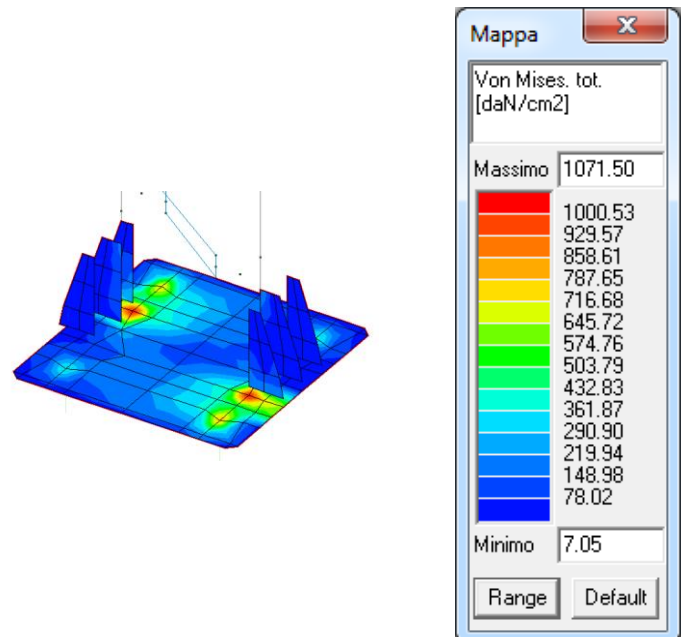 Mappa
Von Mises. tot.
[daN/cm2]
Massimo 1071.50
1000.53
929.57
858.61
787.65
716.68
645.72
574.76
503.79
432.83
361.87
290.90
219.94
148.98
78.02
Minimo 7.05
Range Default